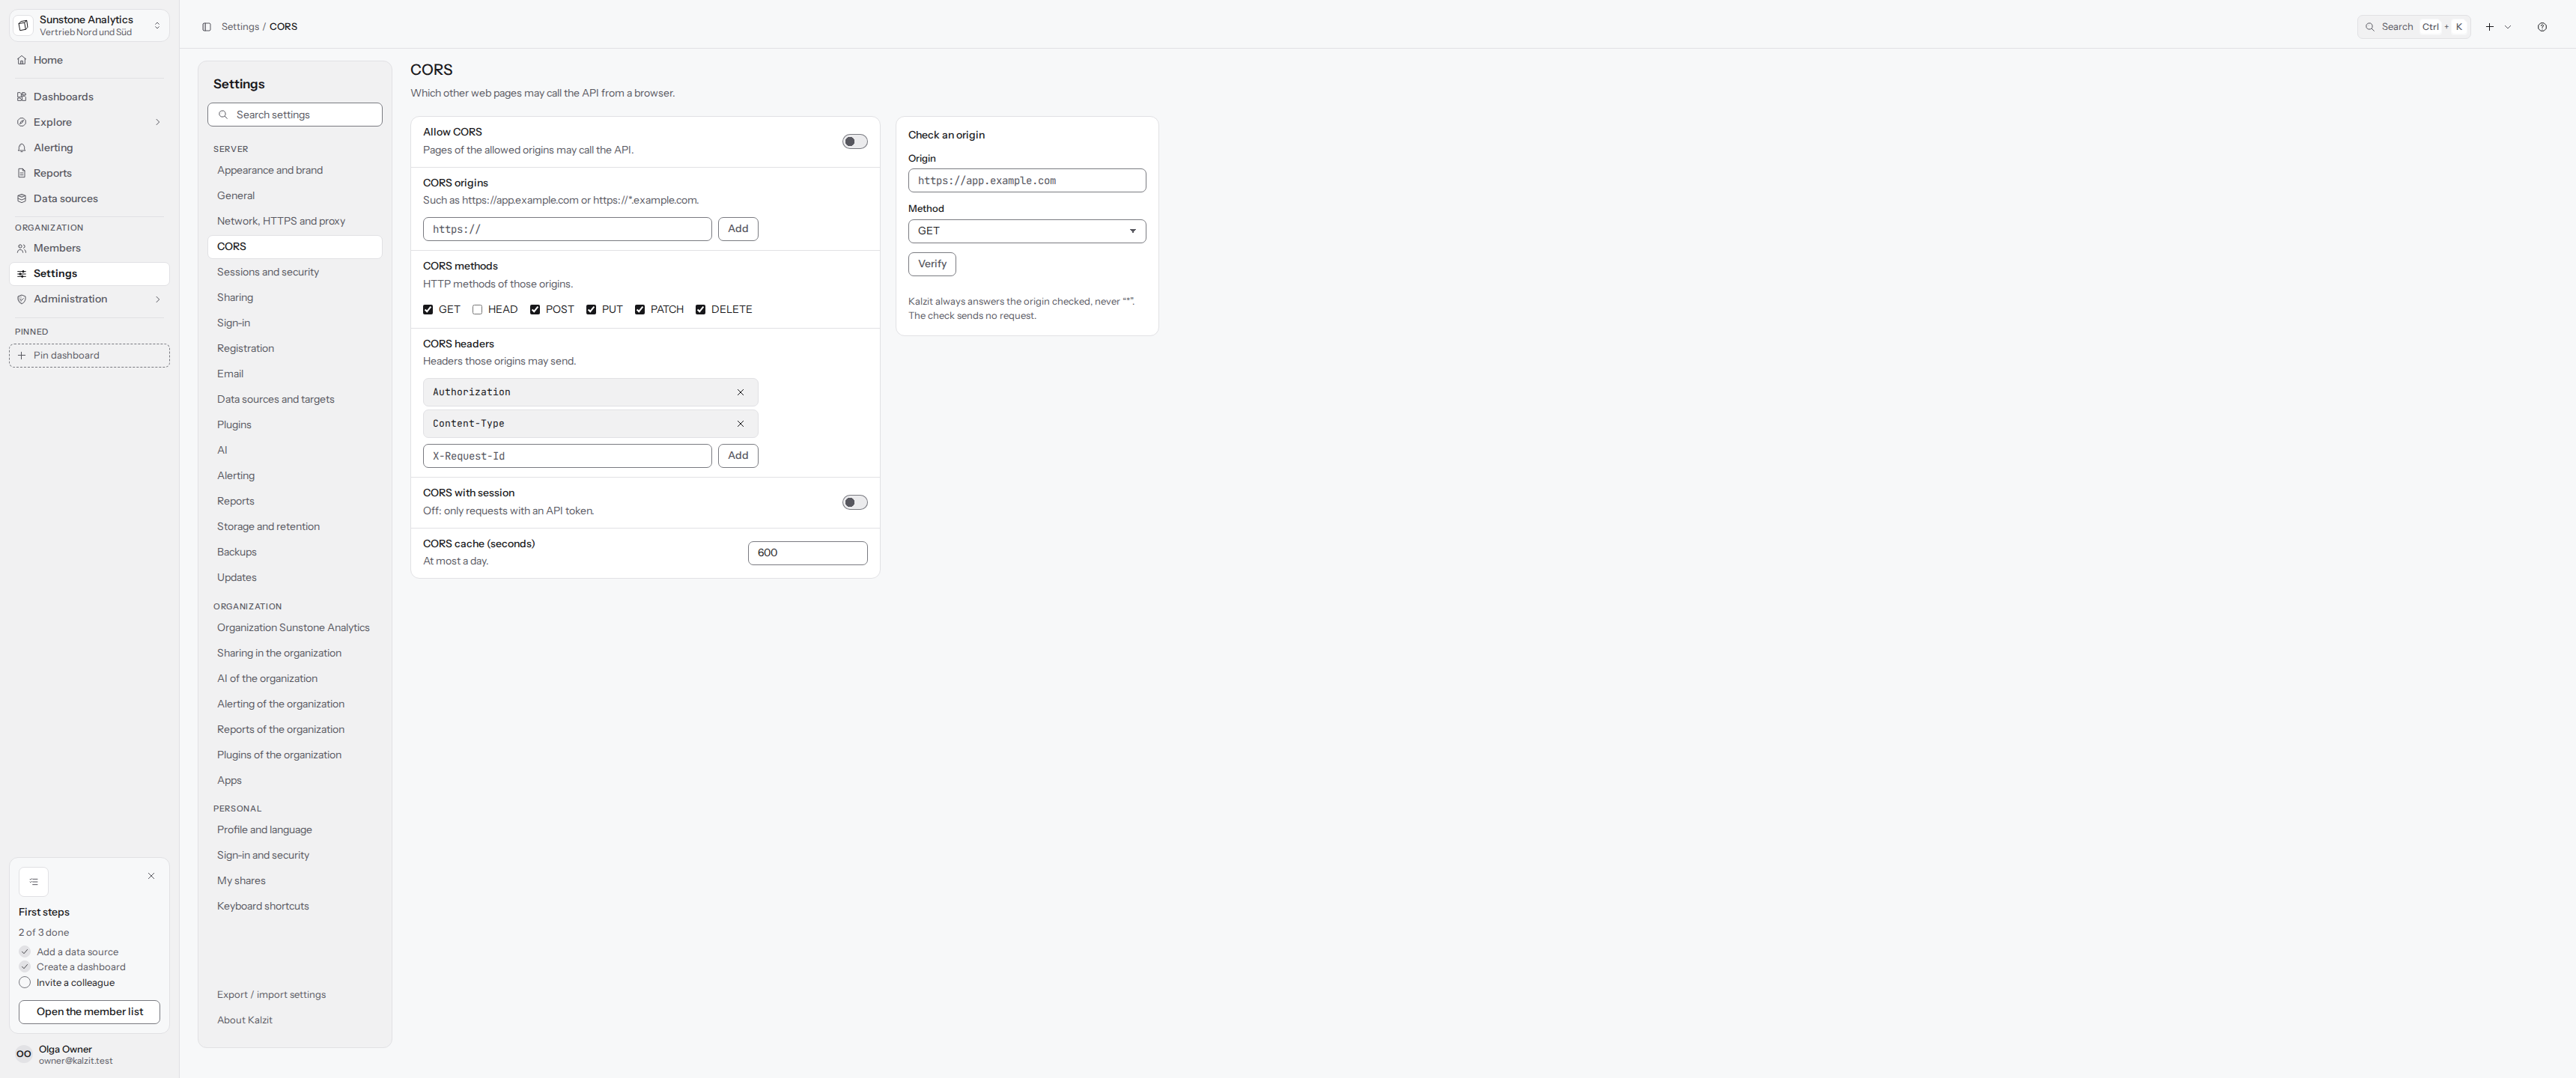 Sunstone Analytics
Vertrieb Nord und Süd
Home
Dashboards
Explore
Alerting
Reports
Data sources
ORGANIZATION
Members
Settings
Administration
PINNED
Pin dashboard
First steps
2 of 3 done
Add a data source
Create a dashboard
Invite a colleague
Open the member list
OO
Olga Owner
owner@kalzit.test
Settings / CORS
Search Ctrl + K
Settings
Search settings
SERVER
Appearance and brand
General
Network, HTTPS and proxy
CORS
Sessions and security
Sharing
Sign-in
Registration
Email
Data sources and targets
Plugins
AI
Alerting
Reports
Storage and retention
Backups
Updates
ORGANIZATION
Organization Sunstone Analytics
Sharing in the organization
AI of the organization
Alerting of the organization
Reports of the organization
Plugins of the organization
Apps
PERSONAL
Profile and language
Sign-in and security
My shares
Keyboard shortcuts
Export / import settings
About Kalzit
CORS
Which other web pages may call the API from a browser.
Allow CORS
Pages of the allowed origins may call the API.
CORS origins
Such as https://app.example.com or https://*.example.com.
https://
Add
CORS methods
HTTP methods of those origins.
GET HEAD POST PUT PATCH DELETE
CORS headers
Headers those origins may send.
Authorization
Content-Type
X-Request-Id
Add
CORS with session
Off: only requests with an API token.
CORS cache (seconds)
At most a day.
600
Check an origin
Origin
https://app.example.com
Method
GET
Verify
Kalzit always answers the origin checked, never “*”.
The check sends no request.